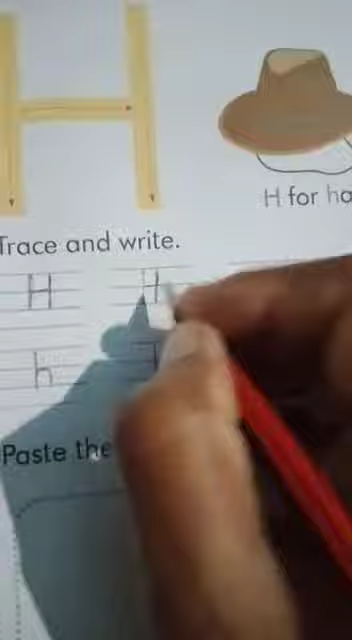 H
H for ha
Trace and write.
H H
h
Paste the